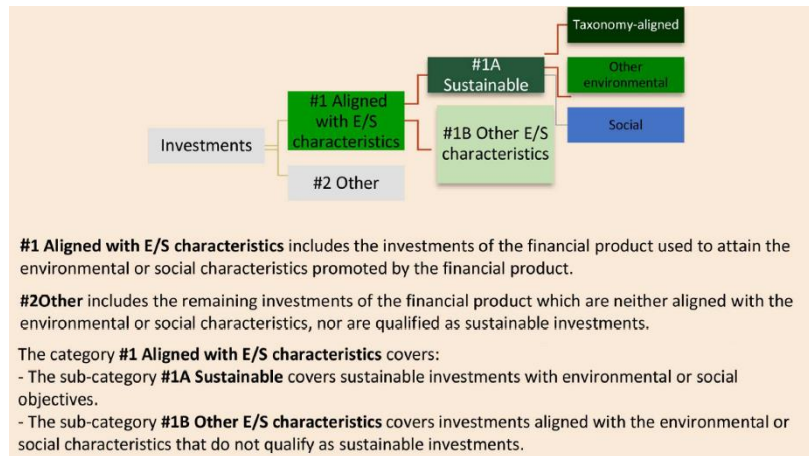 Taxonomy-aligned
#1A
Sustainable
Other
environmental
#1 Aligned
with E/S
characteristics
Social
#1B Other E/S
characteristics
Investments
#2 Other
#1 Aligned with E/S characteristics includes the investments of the financial product used to attain the
environmental or social characteristics promoted by the financial product.
#2Other includes the remaining investments of the financial product which are neither aligned with the
environmental or social characteristics, nor are qualified as sustainable investments.
The category #1 Aligned with E/S characteristics covers:
- The sub-category #1A Sustainable covers sustainable investments with environmental or social
objectives.
- The sub-category #1B Other E/S characteristics covers investments aligned with the environmental or
social characteristics that do not qualify as sustainable investments.